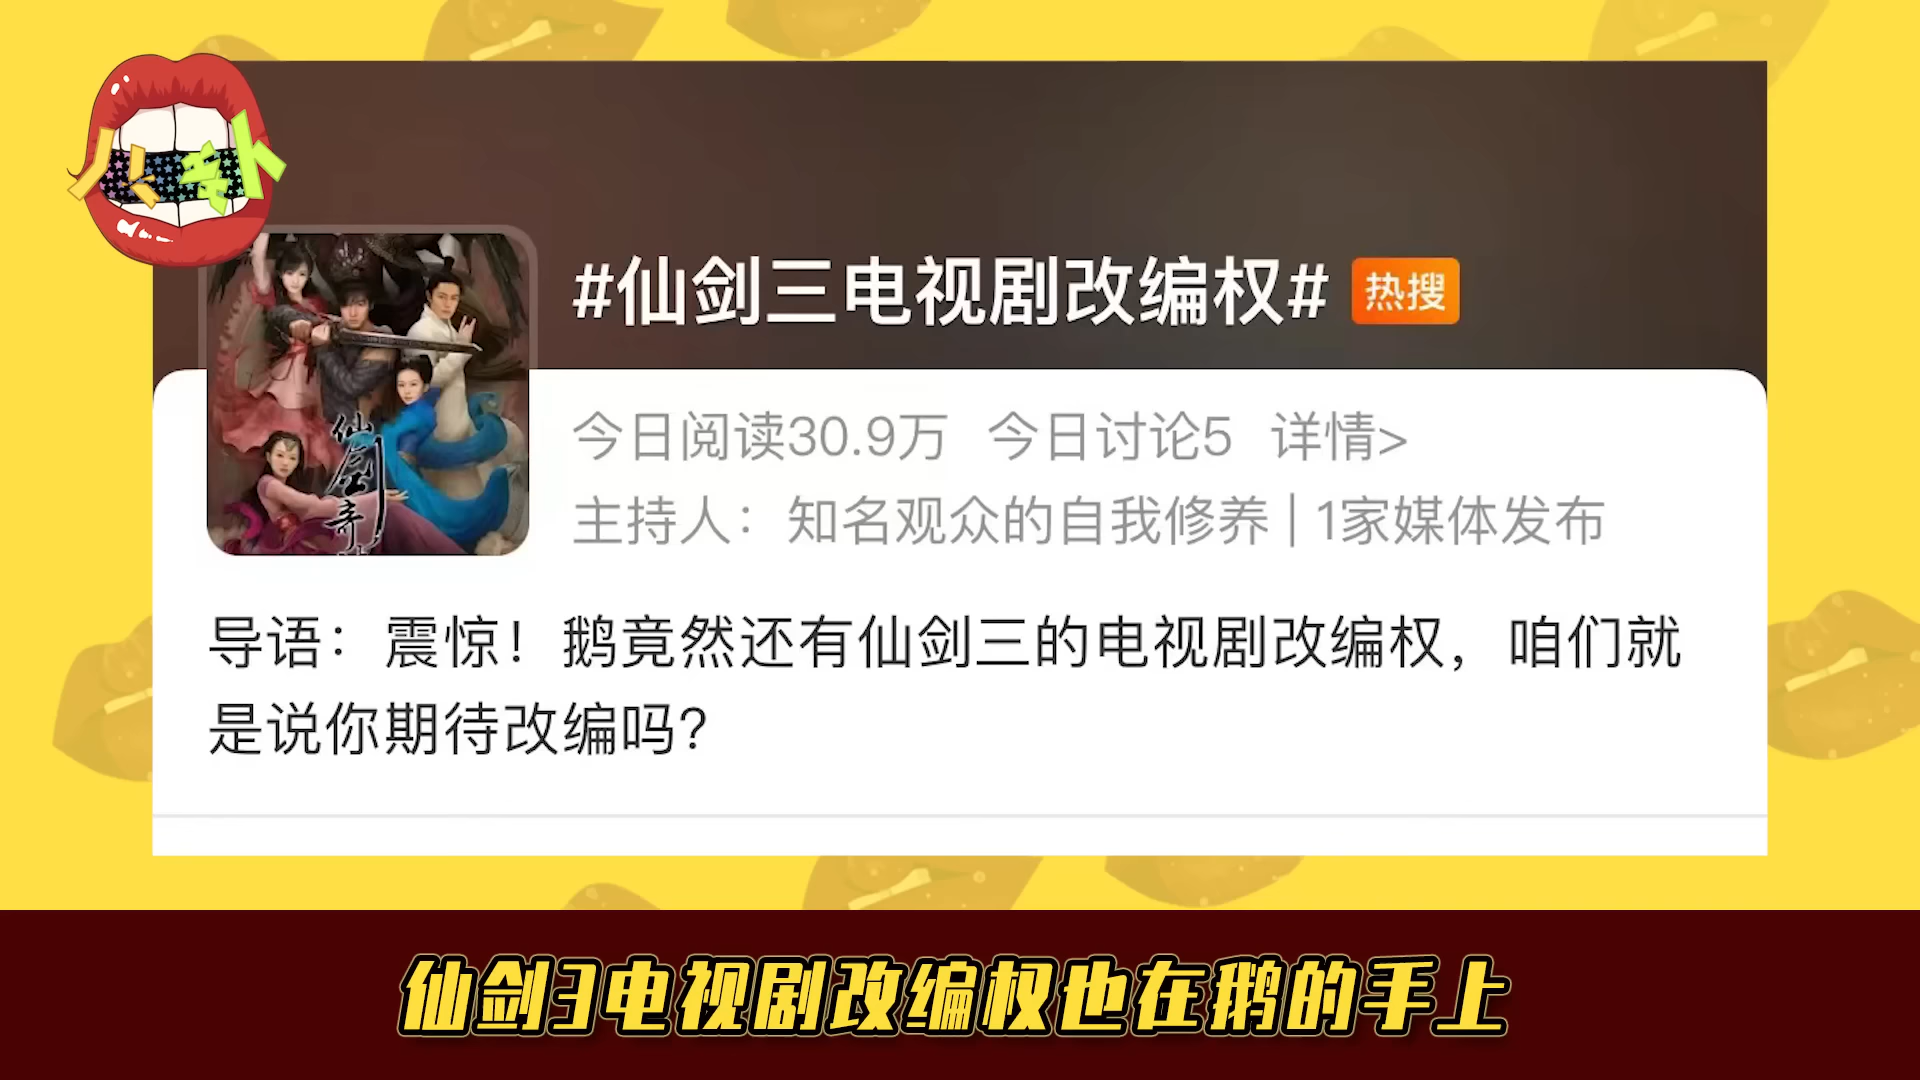 八卦
#仙剑三电视剧改编权# 热搜
今日阅读30.9万 今日讨论5 详情>
主持人：知名观众的自我修养 | 1家媒体发布
仙剑奇
导语：震惊！鹅竟然还有仙剑三的电视剧改编权，咱们就
是说你期待改编吗？
仙剑3电视剧改编权也在鹅的手上